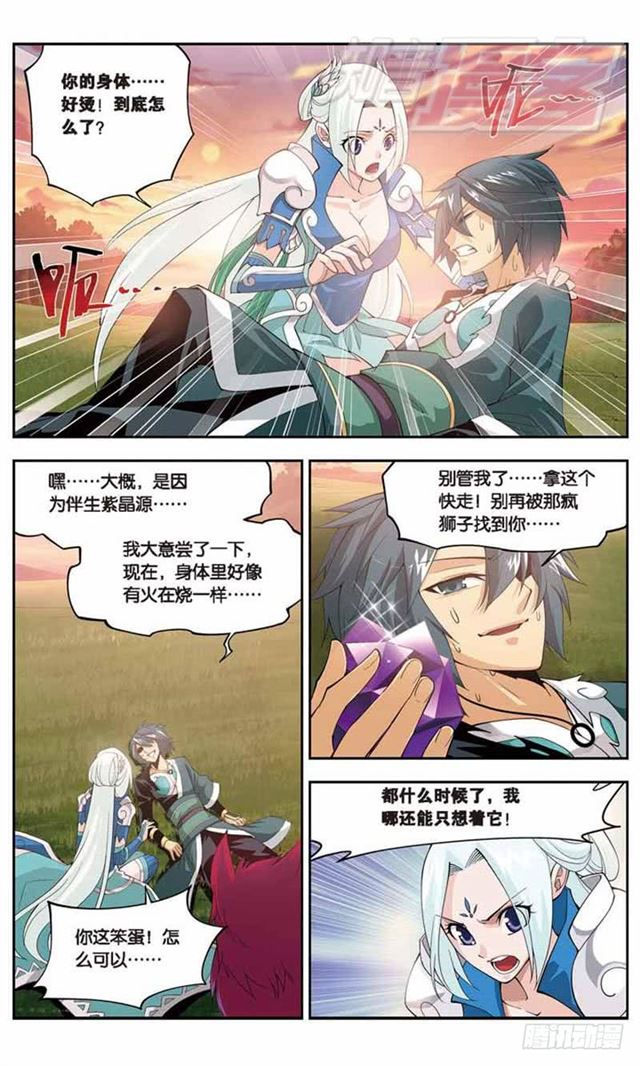 你的身体……
好烫！到底怎
么了？
呃……
呃……
嘿……大概，是因
为伴生紫晶源……
我大意尝了一下，
现在，身体里好像
有火在烧一样……
你这笨蛋！怎
么可以……
别管我了……拿这个
快走！别再被那疯
狮子找到你……
都什么时候了，我
哪还能只想着它！
腾讯动漫